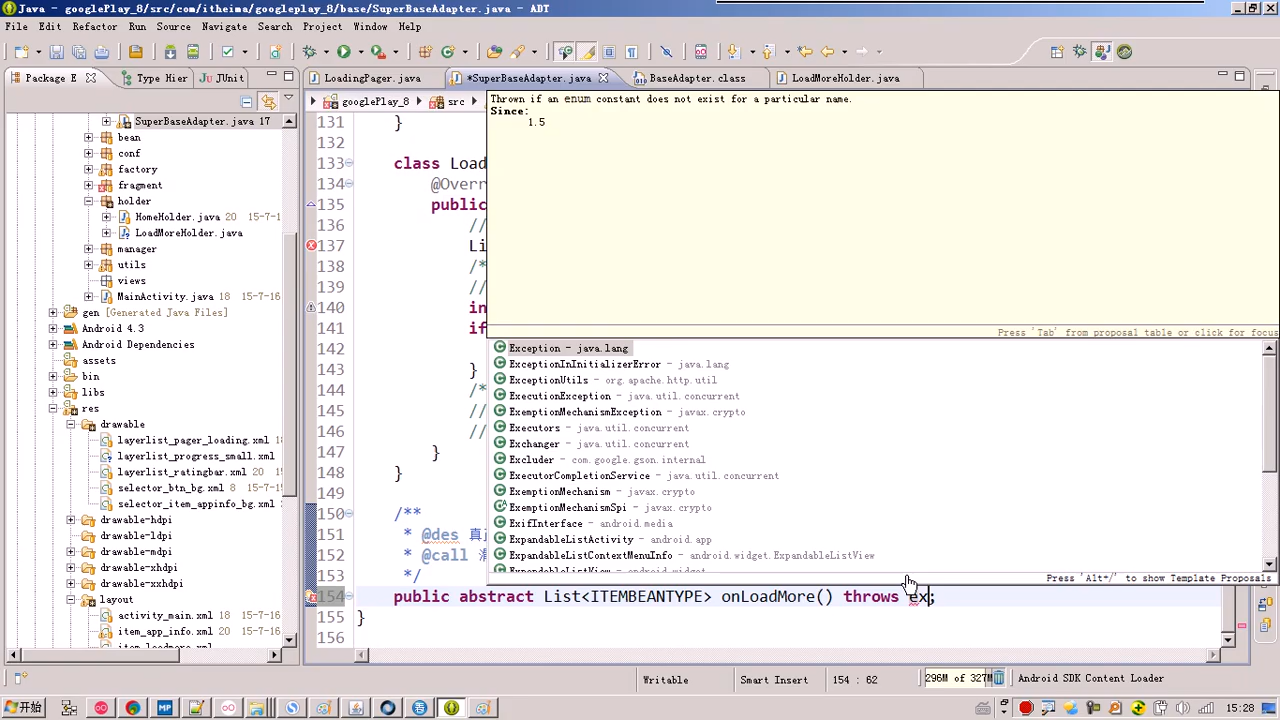 Java - googlePlay_8/src/com/itheima/googleplay_8/base/SuperBaseAdapter.java - ADT
File Edit Refactor Run Source Navigate Search Project Window Help
Package E Type Hier JUnit
LoadingPager.java *SuperBaseAdapter.java BaseAdapter.class LoadMoreHolder.java
googlePlay_8 src
SuperBaseAdapter.java 17
bean
conf
factory
fragment
holder
HomeHolder.java 20 15-7-1
LoadMoreHolder.java
manager
utils
views
MainActivity.java 18 15-7-16
gen [Generated Java Files]
Android 4.3
Android Dependencies
assets
bin
libs
res
drawable
layerlist_pager_loading.xml 18
layerlist_progress_small.xml
layerlist_ratingbar.xml
selector_btn_bg.xml 8 15-7-1
selector_item_appinfo_bg.xml
drawable-hdpi
drawable-ldpi
drawable-mdpi
drawable-xhdpi
drawable-xxhdpi
layout
activity_main.xml 15-7-1
item_app_info.xml 15-7-1
item_loadmore.xml
131 }
132
133 class Load
134 @Overr
135 public
136 //
137 Li
138 /*
139 //
140 in
141 if
142
143 }
144 /*
145 //
146 //
147 }
148 }
149
150 /**
151 * @des 真
152 * @call
153 */
154 public abstract List<ITEMBEANTYPE> onLoadMore() throws ex;
155 }
156
Thrown if an enum constant does not exist for a particular name.
Since:
1.5
Press 'Tab' from proposal table or click for focus
Exception - java.lang
ExceptionInInitializerError - java.lang
ExceptionUtils - org.apache.http.util
ExecutionException - java.util.concurrent
ExemptionMechanismException - javax.crypto
Executors - java.util.concurrent
Exchanger - java.util.concurrent
Excluder - com.google.gson.internal
ExecutorCompletionService - java.util.concurrent
ExemptionMechanism - javax.crypto
ExemptionMechanismSpi - javax.crypto
ExifInterface - android.media
ExpandableListActivity - android.app
ExpandableListContextMenuInfo - android.widget.ExpandableListView
ExpandableListView - android.widget
Press 'Alt+/' to show Template Proposals
Writable Smart Insert 154 : 62 296M of 327M Android SDK Content Loader
开始 15:28